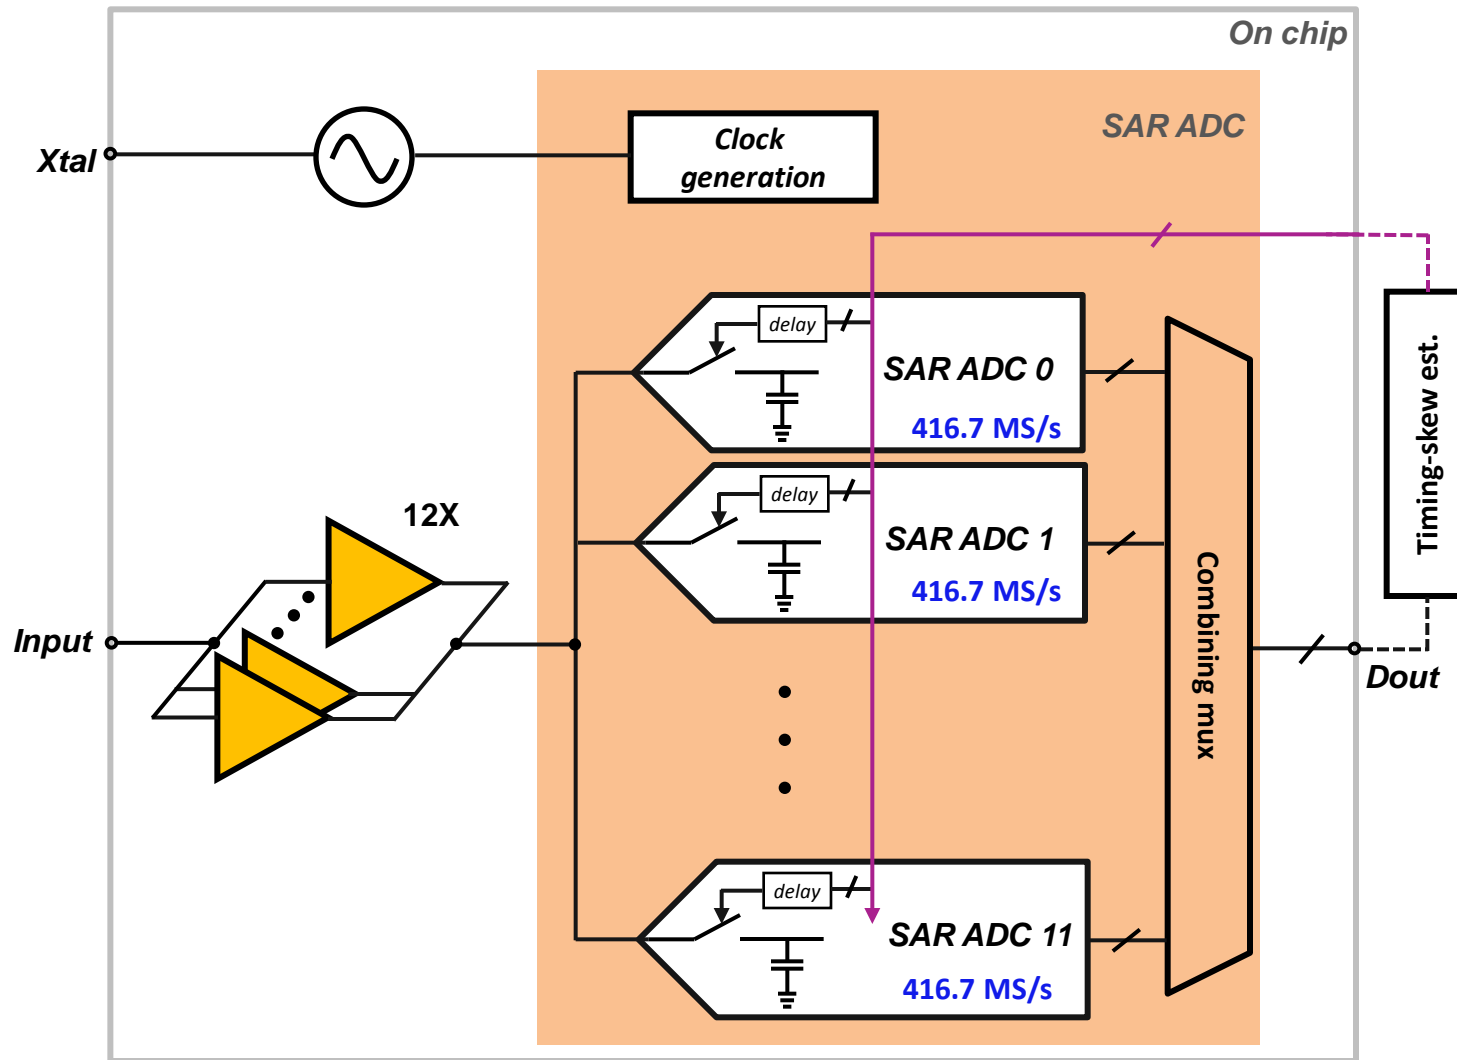 On chip
SAR ADC
Xtal
Clock
generation
delay
SAR ADC 0
416.7 MS/s
delay
SAR ADC 1
416.7 MS/s
12X
Input
Combining mux
Timing-skew est.
Dout
delay
SAR ADC 11
416.7 MS/s